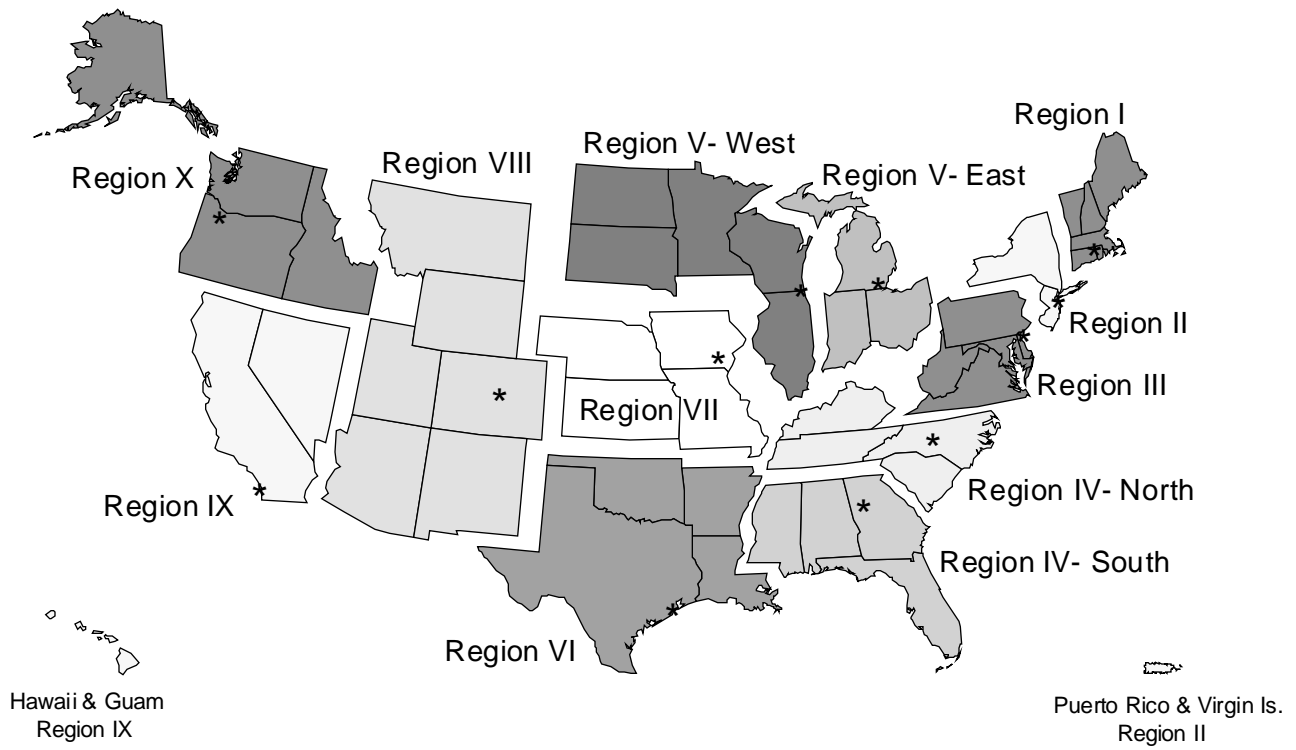 Region I
Region V- West
Region VIII
Region X
Region V- East
Region II
Region III
Region VII
Region IV- North
Region IX
Region IV- South
Region VI
Hawaii & Guam
Region IX
Puerto Rico & Virgin Is.
Region II